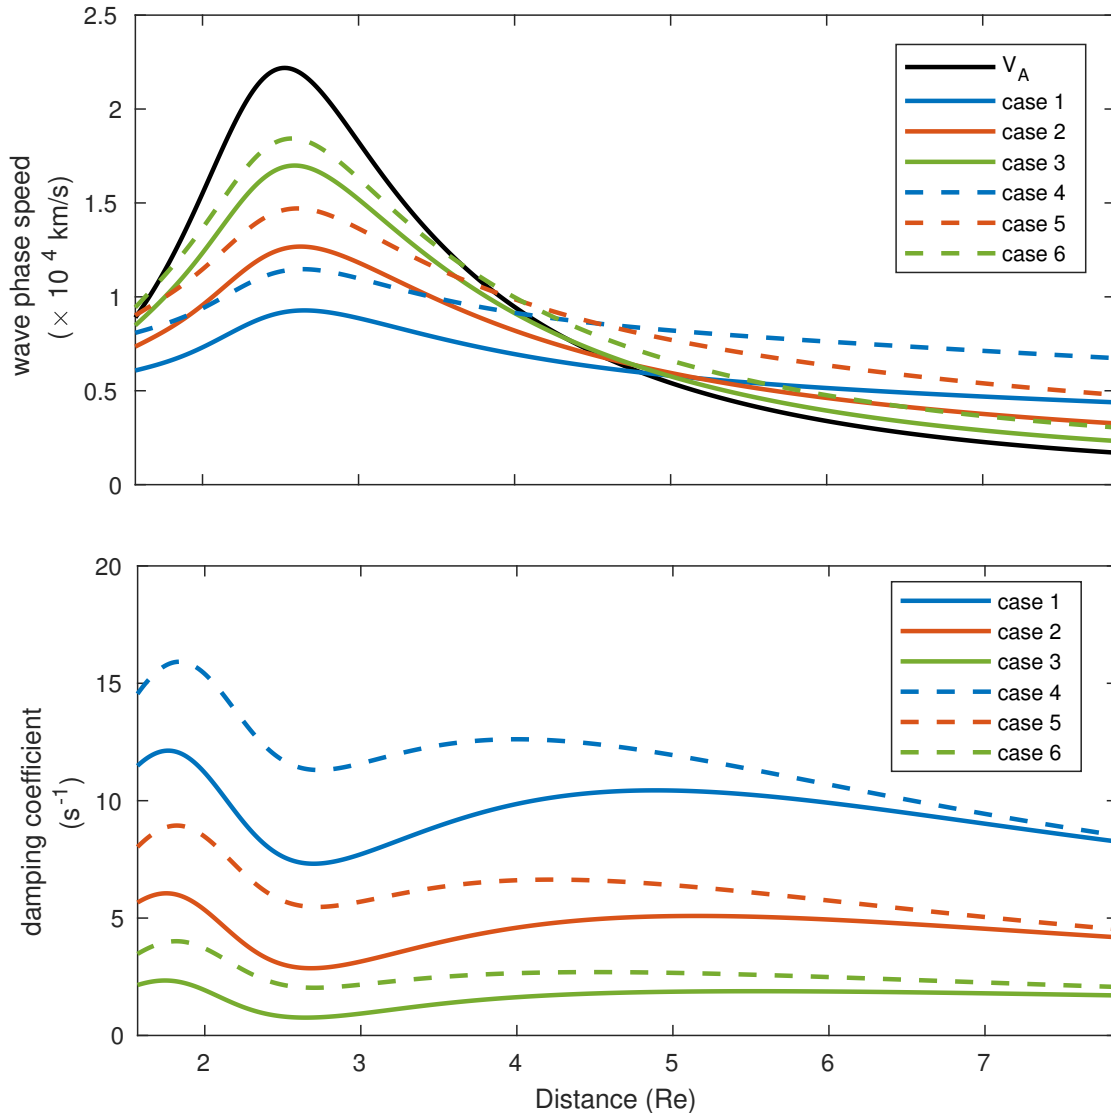 2.5
2
1.5
1
0.5
0
wave phase speed
( × 10 4 km/s)
V_A
case 1
case 2
case 3
case 4
case 5
case 6
20
15
10
5
0
damping coefficient
(s-1)
case 1
case 2
case 3
case 4
case 5
case 6
2 3 4 5 6 7
Distance (Re)